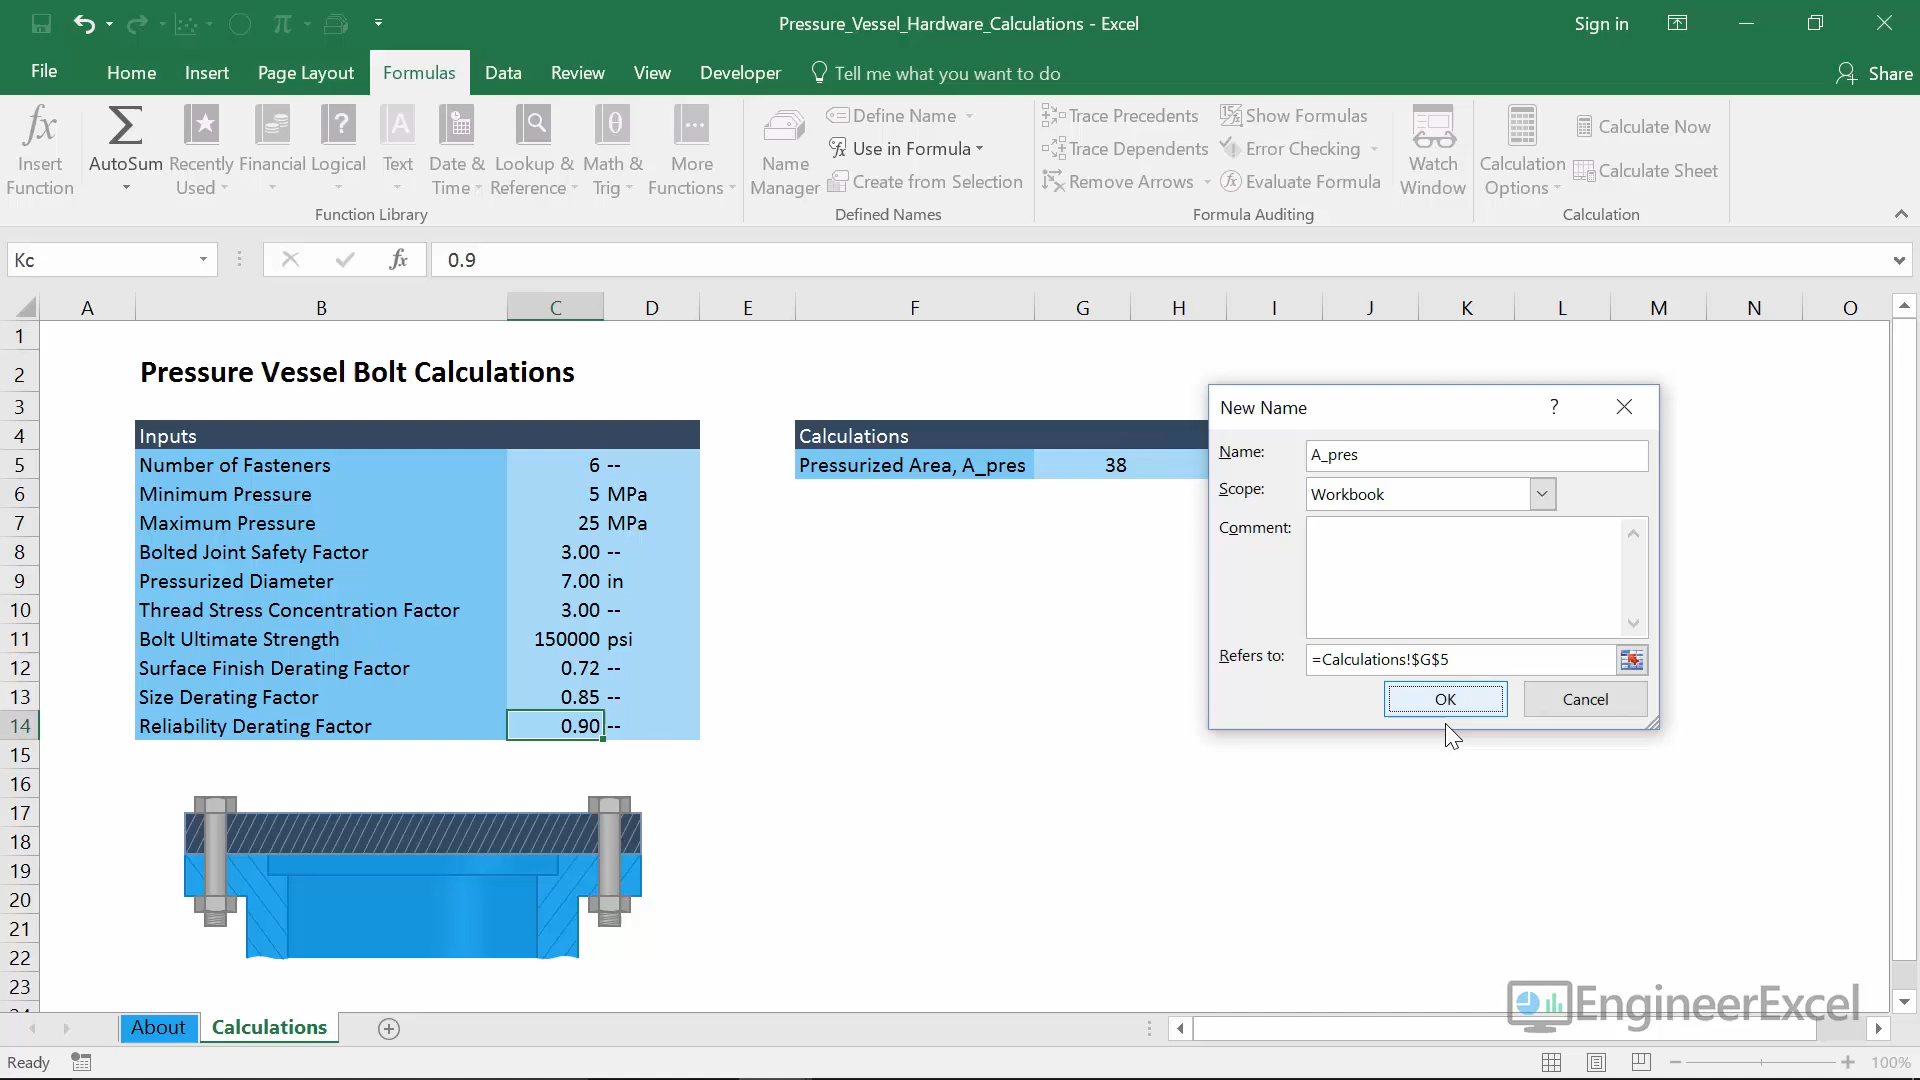 Pressure_Vessel_Hardware_Calculations - Excel
Sign in
File Home Insert Page Layout Formulas Data Review View Developer Tell me what you want to do Share
Insert Function
AutoSum
Recently Used
Financial
Logical
Text
Date & Time
Lookup & Reference
Math & Trig
More Functions
Function Library
Name Manager
Define Name
Use in Formula
Create from Selection
Defined Names
Trace Precedents
Trace Dependents
Remove Arrows
Show Formulas
Error Checking
Evaluate Formula
Formula Auditing
Watch Window
Calculation Options
Calculate Now
Calculate Sheet
Calculation
Kc fx 0.9
A B C D E F G H I J K L M N O
1
2 Pressure Vessel Bolt Calculations
3
4 Inputs Calculations
5 Number of Fasteners 6 -- Pressurized Area, A_pres 38
6 Minimum Pressure 5 MPa
7 Maximum Pressure 25 MPa
8 Bolted Joint Safety Factor 3.00 --
9 Pressurized Diameter 7.00 in
10 Thread Stress Concentration Factor 3.00 --
11 Bolt Ultimate Strength 150000 psi
12 Surface Finish Derating Factor 0.72 --
13 Size Derating Factor 0.85 --
14 Reliability Derating Factor 0.90 --
15
16
17
18
19
20
21
22
23
New Name ?
Name: A_pres
Scope: Workbook
Comment:
Refers to: =Calculations!$G$5
OK Cancel
EngineerExcel
About Calculations
Ready 100%